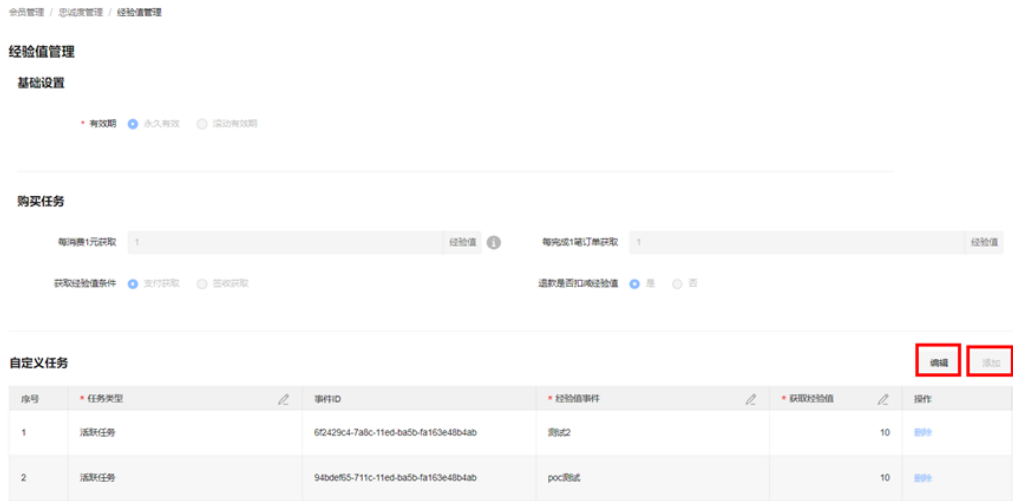 会员管理 / 忠诚度管理 / 经验值管理
经验值管理
基础设置
* 有效期 永久有效 滚动有效期
购买任务
每消费1元获取 1 经验值 每完成1笔订单获取 1 经验值
获取经验值条件 支付获取 签收获取 退款是否扣减经验值 是 否
自定义任务 编辑 添加
序号 * 任务类型 事件ID * 经验值事件 * 获取经验值 操作
1 活跃任务 6f2429c4-7a8c-11ed-ba5b-fa163e48b4ab 测试2 10 删除
2 活跃任务 94bdef65-711c-11ed-ba5b-fa163e48b4ab poc测试 10 删除